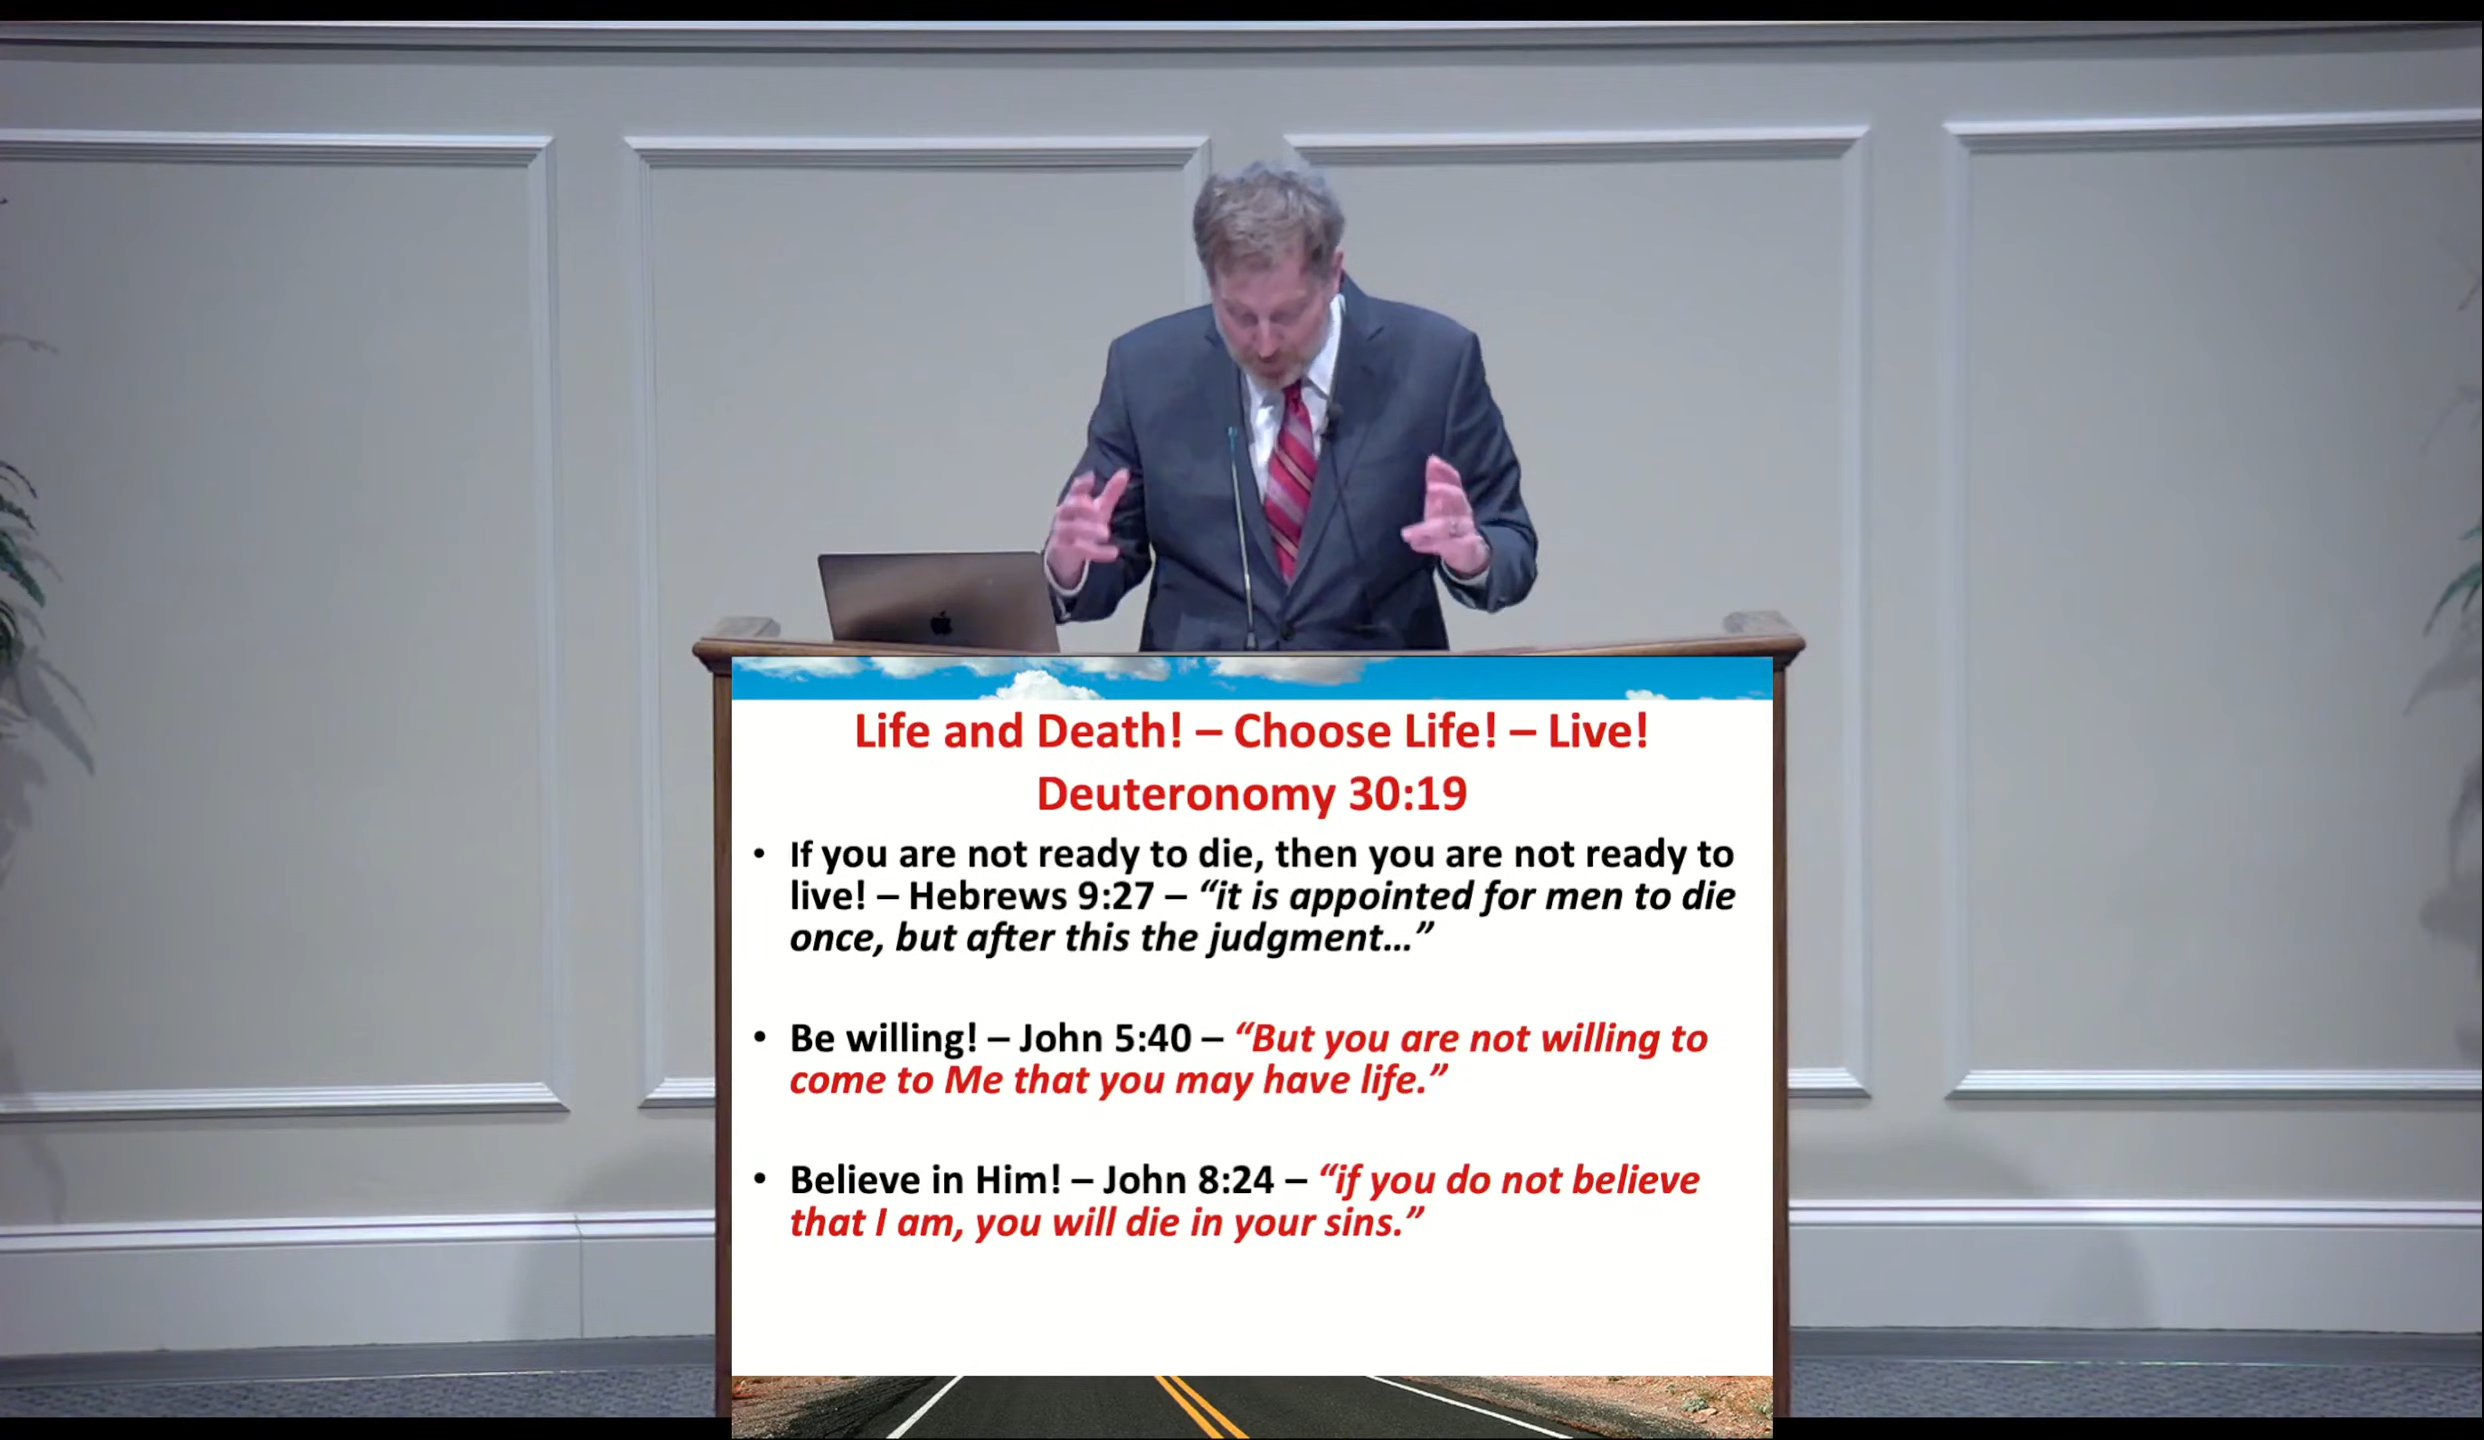 Life and Death! – Choose Life! – Live!
Deuteronomy 30:19
• If you are not ready to die, then you are not ready to
live! – Hebrews 9:27 – “it is appointed for men to die
once, but after this the judgment…”
• Be willing! – John 5:40 – “But you are not willing to
come to Me that you may have life.”
• Believe in Him! – John 8:24 – “if you do not believe
that I am, you will die in your sins.”